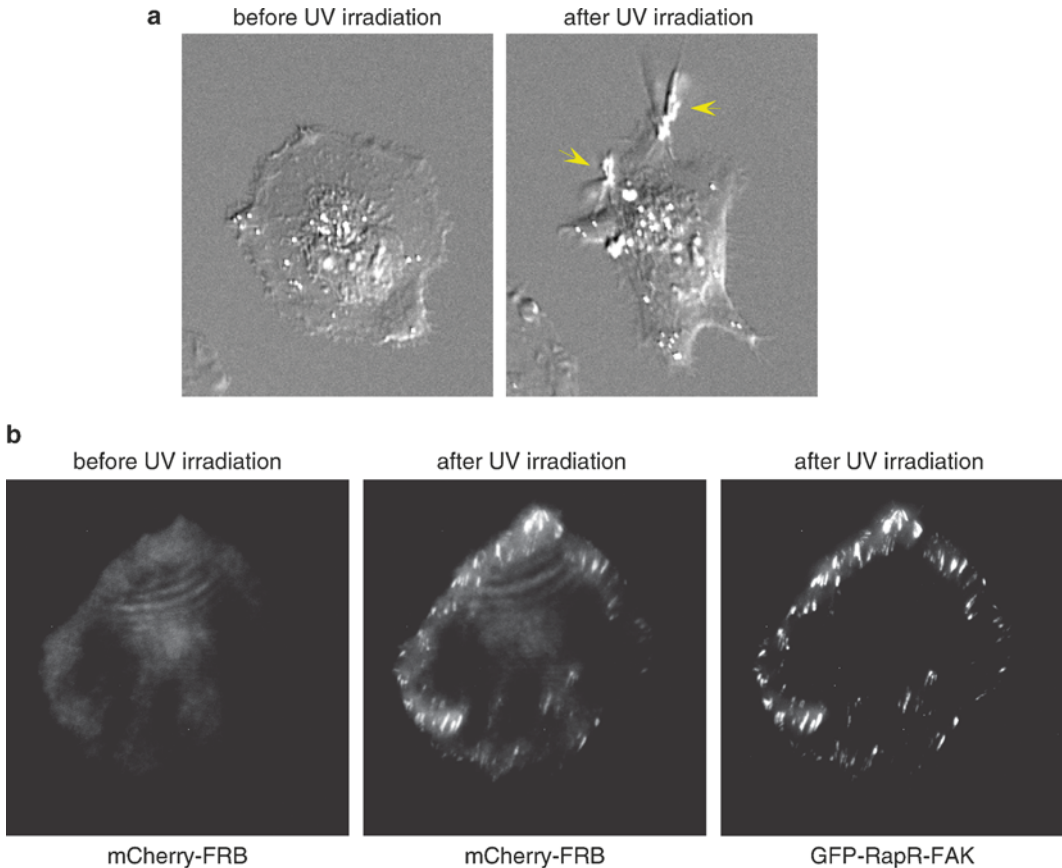 a
before UV irradiation after UV irradiation
b
before UV irradiation after UV irradiation after UV irradiation
mCherry-FRB mCherry-FRB GFP-RapR-FAK